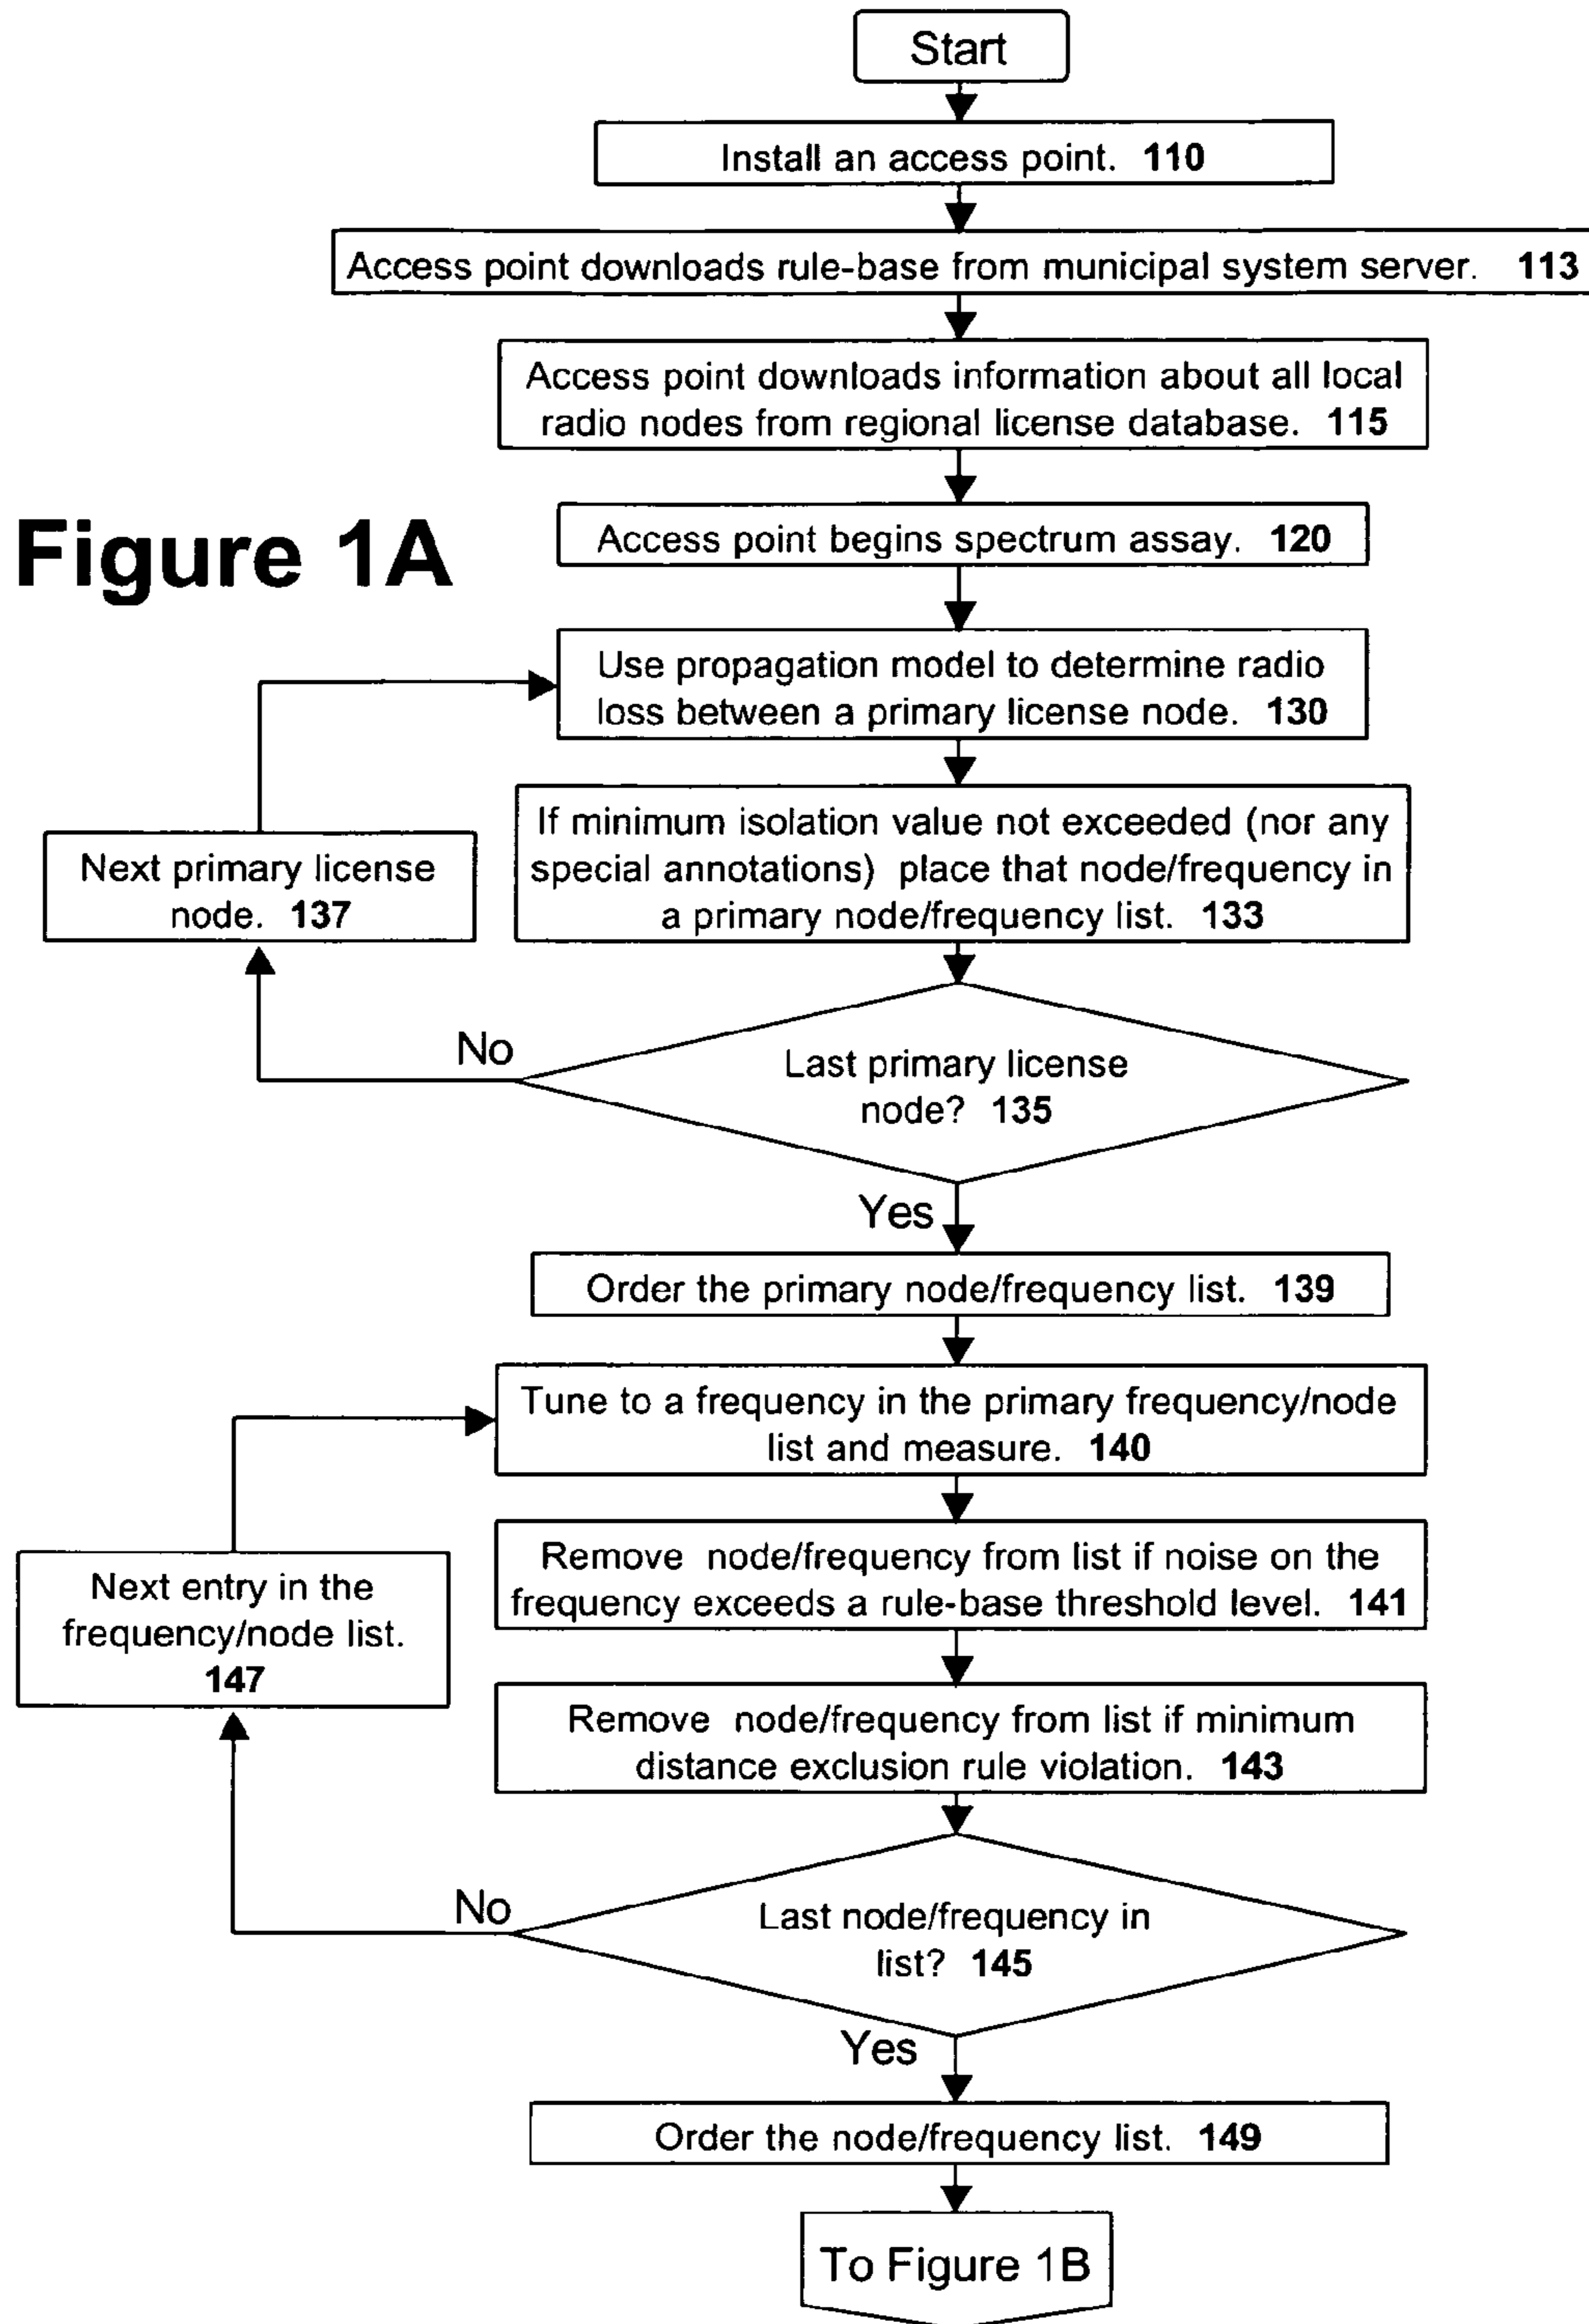 Start
Install an access point. 110
Access point downloads rule-base from municipal system server. 113
Access point downloads information about all local
radio nodes from regional license database. 115
Figure 1A
Access point begins spectrum assay. 120
Use propagation model to determine radio
loss between a primary license node. 130
If minimum isolation value not exceeded (nor any
special annotations) place that node/frequency in
a primary node/frequency list. 133
Next primary license
node. 137
No
Last primary license
node? 135
Yes
Order the primary node/frequency list. 139
Tune to a frequency in the primary frequency/node
list and measure. 140
Remove node/frequency from list if noise on the
frequency exceeds a rule-base threshold level. 141
Next entry in the
frequency/node list.
147
Remove node/frequency from list if minimum
distance exclusion rule violation. 143
No
Last node/frequency in
list? 145
Yes
Order the node/frequency list. 149
To Figure 1B